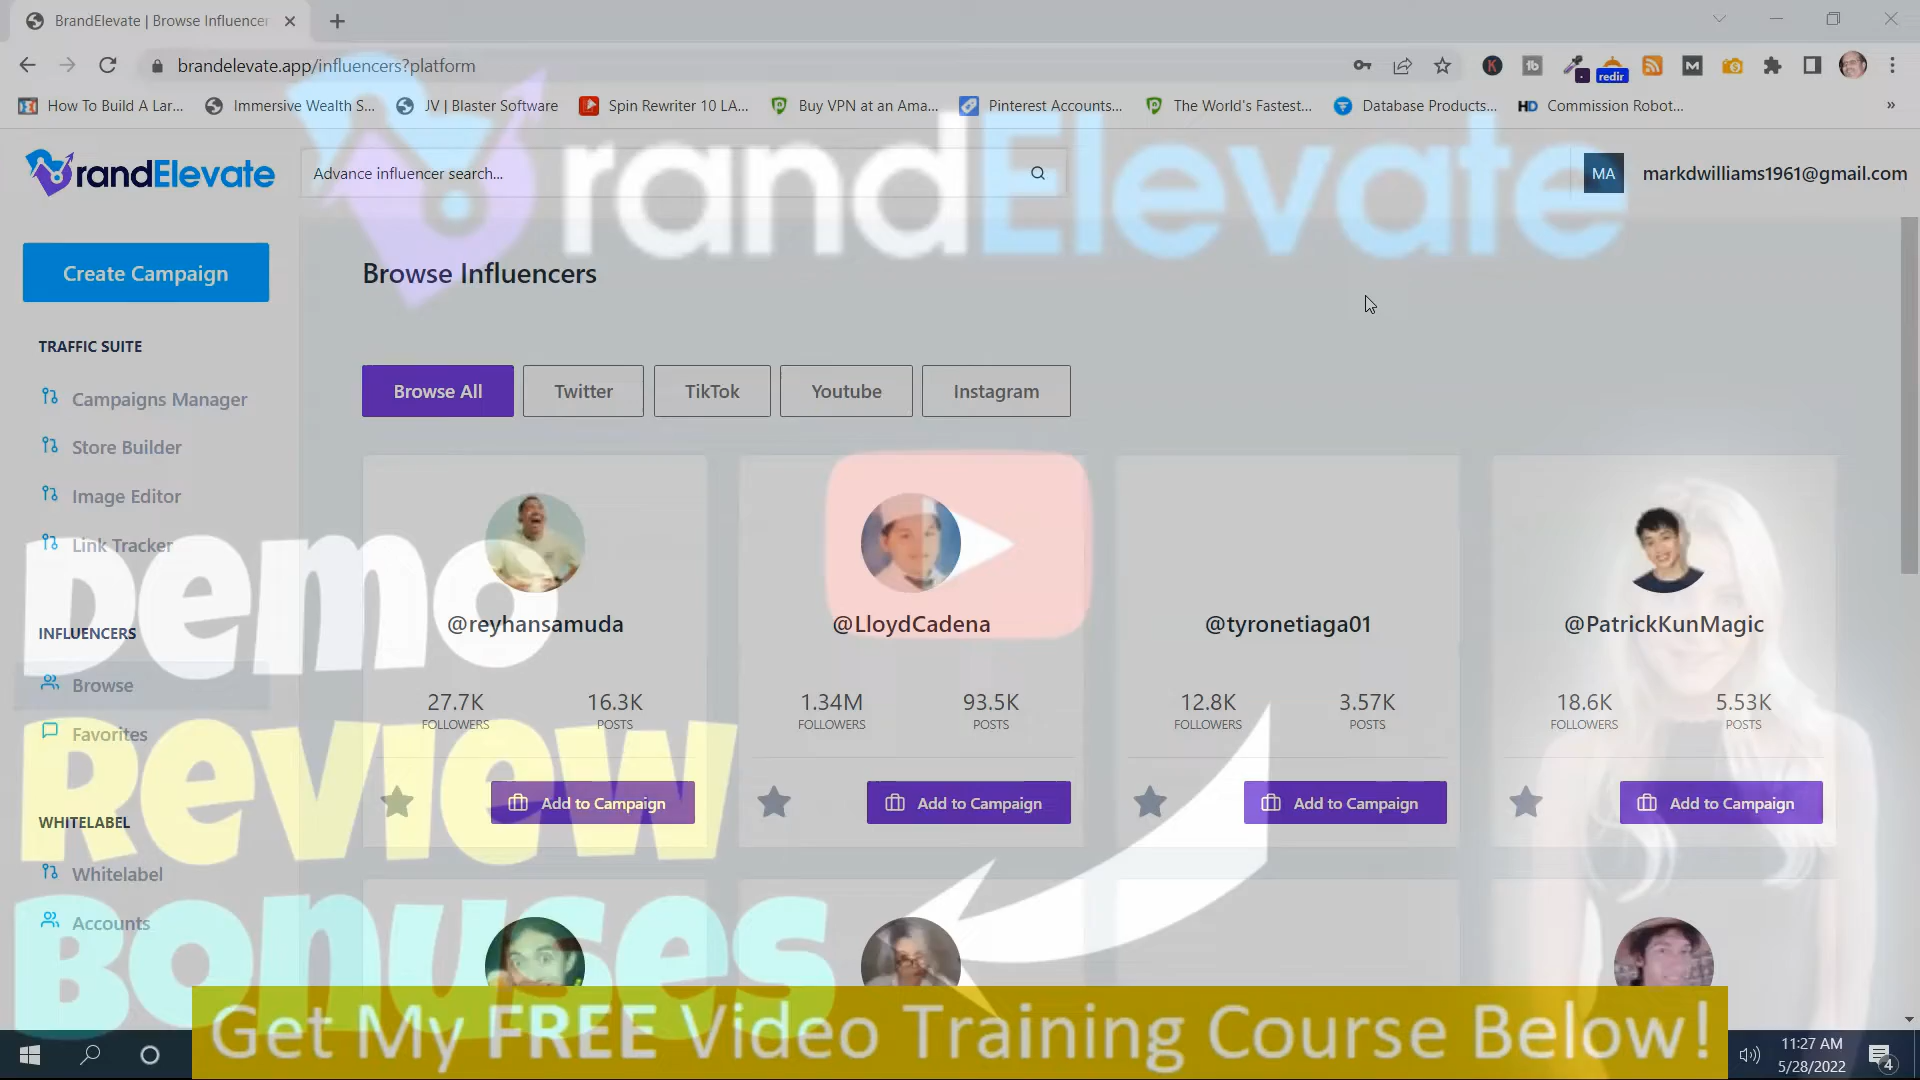 BrandElevate | Browse Influencer
brandelevate.app/influencers?platform
redir
How To Build A Lar...
Immersive Wealth S...
JV | Blaster Software
Spin Rewriter 10 LA...
Buy VPN at an Ama...
Pinterest Accounts...
The World's Fastest...
Database Products...
HD Commission Robot...
randElevate
Advance influencer search...
randElevate
MA
markdwilliams1961@gmail.com
Create Campaign
Browse Influencers
TRAFFIC SUITE
Campaigns Manager
Store Builder
Image Editor
Link Tracker
Browse All
Twitter
TikTok
Youtube
Instagram
Demo
INFLUENCERS
Browse
Favorites
Review
WHITELABEL
Whitelabel
Accounts
Bonuses
@reyhansamuda
27.7K 16.3K
FOLLOWERS POSTS
Add to Campaign
@LloydCadena
1.34M 93.5K
FOLLOWERS POSTS
Add to Campaign
@tyronetiaga01
12.8K 3.57K
FOLLOWERS POSTS
Add to Campaign
@PatrickKunMagic
18.6K 5.53K
FOLLOWERS POSTS
Add to Campaign
Get My FREE Video Training Course Below!
11:27 AM
5/28/2022
4